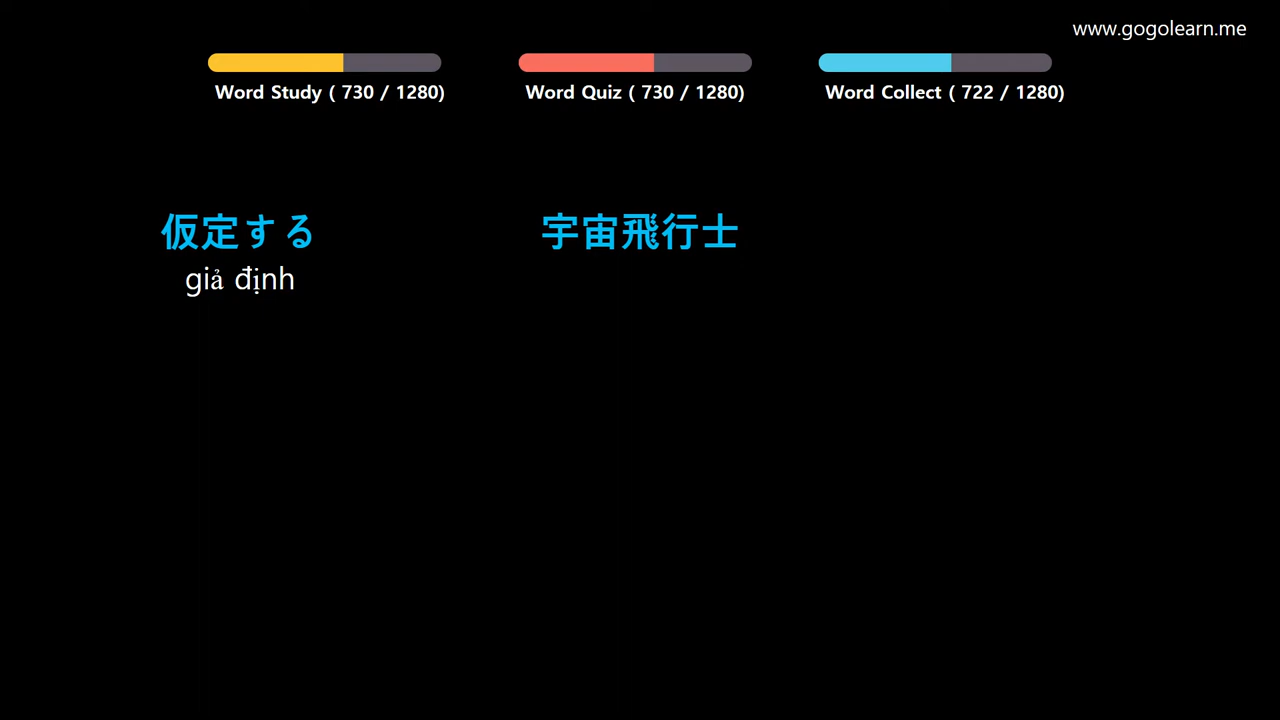 www.gogolearn.me
Word Study ( 730 / 1280)
Word Quiz ( 730 / 1280)
Word Collect ( 722 / 1280)
仮定する
giả định
宇宙飛行士